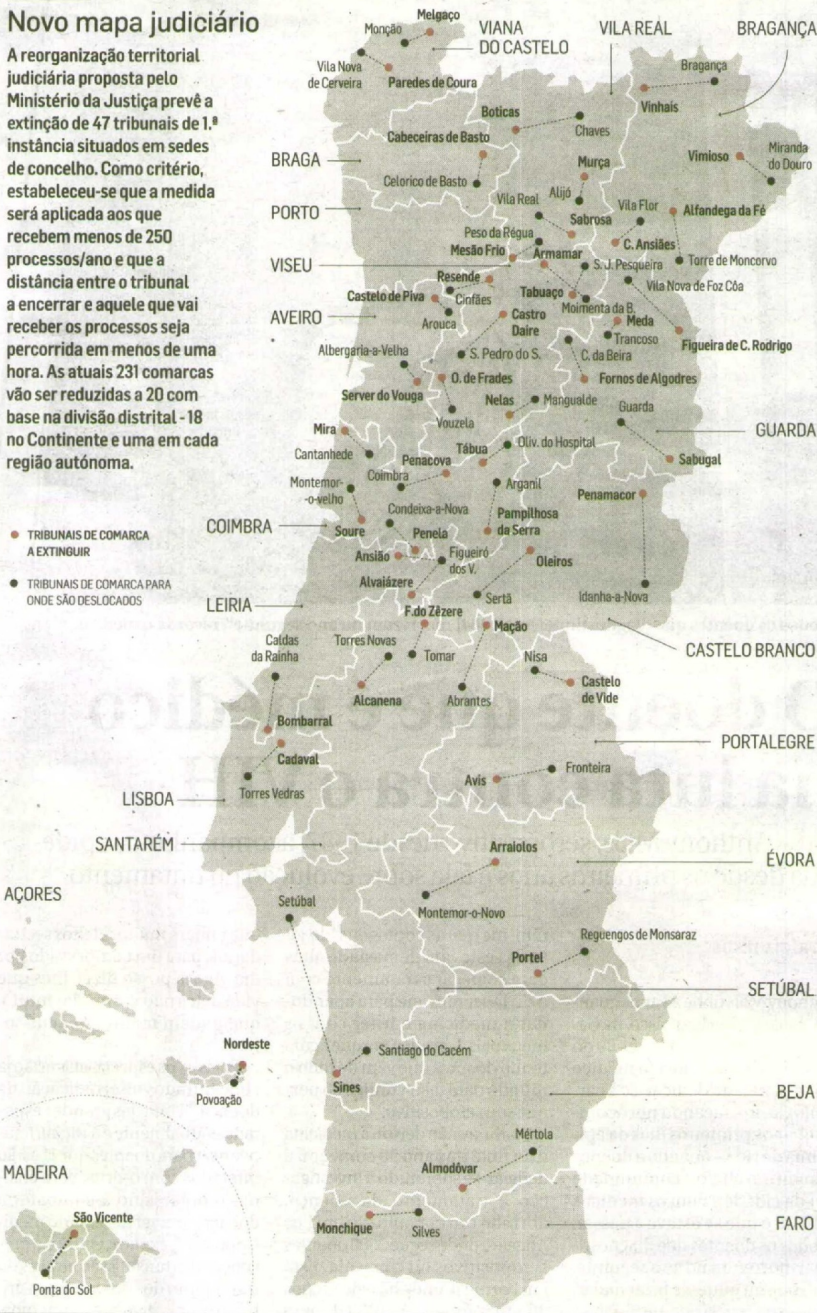 Novo mapa judiciário
A reorganização territorial
judiciária proposta pelo
Ministério da Justiça prevê a
extinção de 47 tribunais de 1.ª
instância situados em sedes
de concelho. Como critério,
estabeleceu-se que a medida
será aplicada aos que
recebem menos de 250
processos/ano e que a
distância entre o tribunal
a encerrar e aquele que vai
receber os processos seja
percorrida em menos de uma
hora. As atuais 231 comarcas
vão ser reduzidas a 20 com
base na divisão distrital - 18
no Continente e uma em cada
região autónoma.
TRIBUNAIS DE COMARCA
A EXTINGUIR
TRIBUNAIS DE COMARCA PARA
ONDE SÃO DESLOCADOS
Melgaço
Monção
VIANA
DO CASTELO
VILA REAL
BRAGANÇA
Vila Nova
de Cerveira
Paredes de Coura
Bragança
Vinhais
Boticas
Chaves
Cabeceiras de Basto
BRAGA
Celorico de Basto
Murça
Alijó
Vimioso
Miranda
do Douro
PORTO
Vila Real
Sabrosa
Vila Flor
Alfandega da Fé
Peso da Régua
Mesão Frio
C. Ansiães
Torre de Moncorvo
VISEU
Armamar
S. J. Pesqueira
Resende
Cinfães
Tabuaço
Vila Nova de Foz Côa
Castelo de Piva
Arouca
Moimenta da B.
AVEIRO
Castro
Daire
Meda
Trancoso
Figueira de C. Rodrigo
Albergaria-a-Velha
S. Pedro do S.
C. da Beira
Server do Vouga
O. de Frades
Fornos de Algodres
Vouzela
Nelas
Mangualde
Guarda
GUARDA
Mira
Cantanhede
Tábua
Oliv. do Hospital
Sabugal
Coimbra
Penacova
Montemor-
-o-velho
Condeixa-a-Nova
Arganil
Penamacor
COIMBRA
Soure
Penela
Pampilhosa
da Serra
Ansião
Figueiró
dos V.
Oleiros
Alvaiázere
LEIRIA
Sertã
Idanha-a-Nova
F.do Zêzere
Mação
CASTELO BRANCO
Caldas
da Rainha
Torres Novas
Tomar
Nisa
Castelo
de Vide
Alcanena
Abrantes
Bombarral
Cadaval
PORTALEGRE
Avis
Fronteira
LISBOA
Torres Vedras
SANTARÉM
Arraiolos
ÉVORA
AÇORES
Montemor-o-Novo
Setúbal
Reguengos de Monsaraz
Portel
SETÚBAL
Nordeste
Povoação
Santiago do Cacém
Sines
BEJA
Mértola
Almodôvar
MADEIRA
São Vicente
Monchique
Silves
FARO
Ponta do Sol